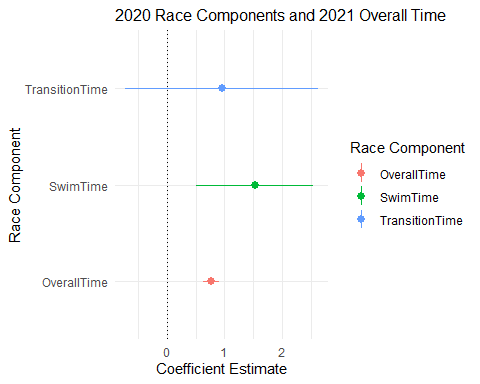 2020 Race Components and 2021 Overall Time
TransitionTime
SwimTime
OverallTime
Race Component
0
1
2
Coefficient Estimate
Race Component
OverallTime
SwimTime
TransitionTime